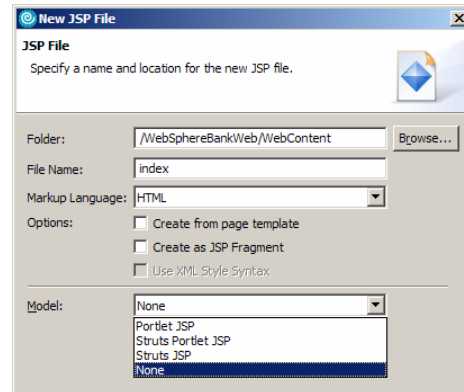 New JSP File
JSP File
Specify a name and location for the new JSP file.
Folder: /WebSphereBankWeb/WebContent Browse...
File Name: index
Markup Language: HTML
Options: Create from page template
Create as JSP Fragment
Use XML Style Syntax
Model: None
Portlet JSP
Struts Portlet JSP
Struts JSP
None